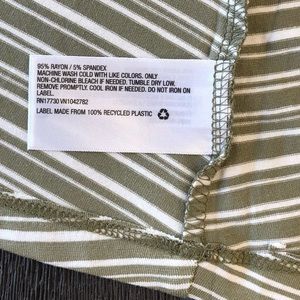 95% RAYON / 5% SPANDEX
MACHINE WASH COLD WITH LIKE COLORS. ONLY
NON-CHLORINE BLEACH IF NEEDED. TUMBLE DRY LOW.
REMOVE PROMPTLY. COOL IRON IF NEEDED. DO NOT IRON ON
LABEL.
RN17730 VN1042782
LABEL MADE FROM 100% RECYCLED PLASTIC